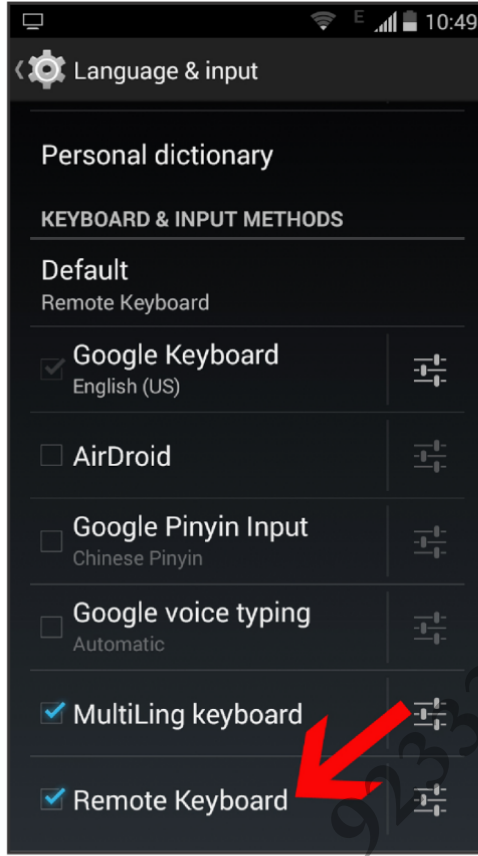 E 10:49
Language & input
Personal dictionary
KEYBOARD & INPUT METHODS
Default
Remote Keyboard
Google Keyboard
English (US)
AirDroid
Google Pinyin Input
Chinese Pinyin
Google voice typing
Automatic
MultiLing keyboard
Remote Keyboard